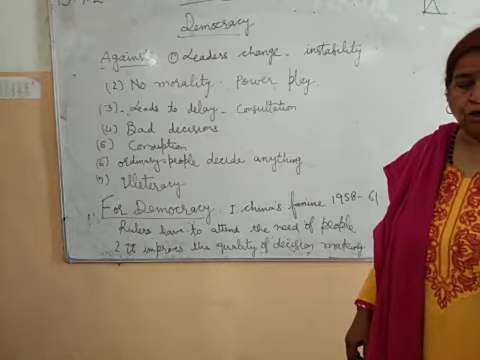 Democracy
Against (1) Leaders change - instability
(2) No morality. Power play
(3) Leads to delay - Consultation
(4) Bad decisions
(5) Corruption
(6) ordinary people decide anything
(7) Illeteracy
For Democracy. 1 China's famine 1958-61
Rulers have to attend the need of people
2. It improves the quality of decision making